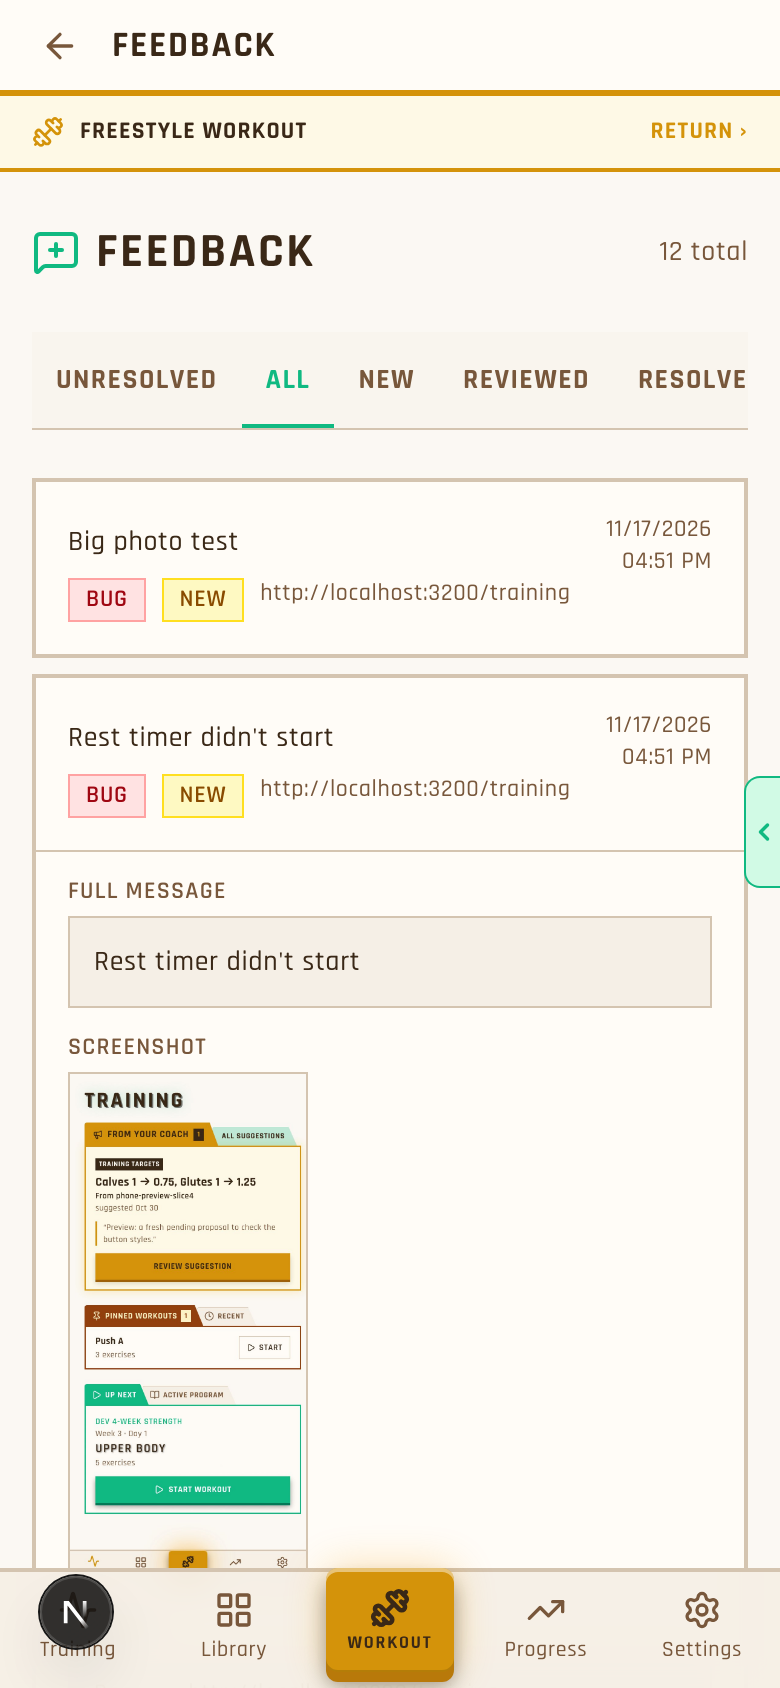 FEEDBACK
FREESTYLE WORKOUT
RETURN ›
FEEDBACK
12 total
UNRESOLVED
ALL
NEW
REVIEWED
RESOLVE
Big photo test
11/17/2026
04:51 PM
BUG
NEW
http://localhost:3200/training
Rest timer didn't start
11/17/2026
04:51 PM
BUG
NEW
http://localhost:3200/training
FULL MESSAGE
Rest timer didn't start
SCREENSHOT
TRAINING
FROM YOUR COACH 1
ALL SUGGESTIONS
TRAINING TARGETS
Calves 1 → 0.75, Glutes 1 → 1.25
From phone-preview-slice4
suggested Oct 30
"Preview: a fresh pending proposal to check the
button styles."
REVIEW SUGGESTION
PINNED WORKOUTS 1
RECENT
Push A
3 exercises
START
UP NEXT
ACTIVE PROGRAM
DEV 4-WEEK STRENGTH
Week 3 · Day 1
UPPER BODY
5 exercises
START WORKOUT
N
Training
Library
WORKOUT
Progress
Settings